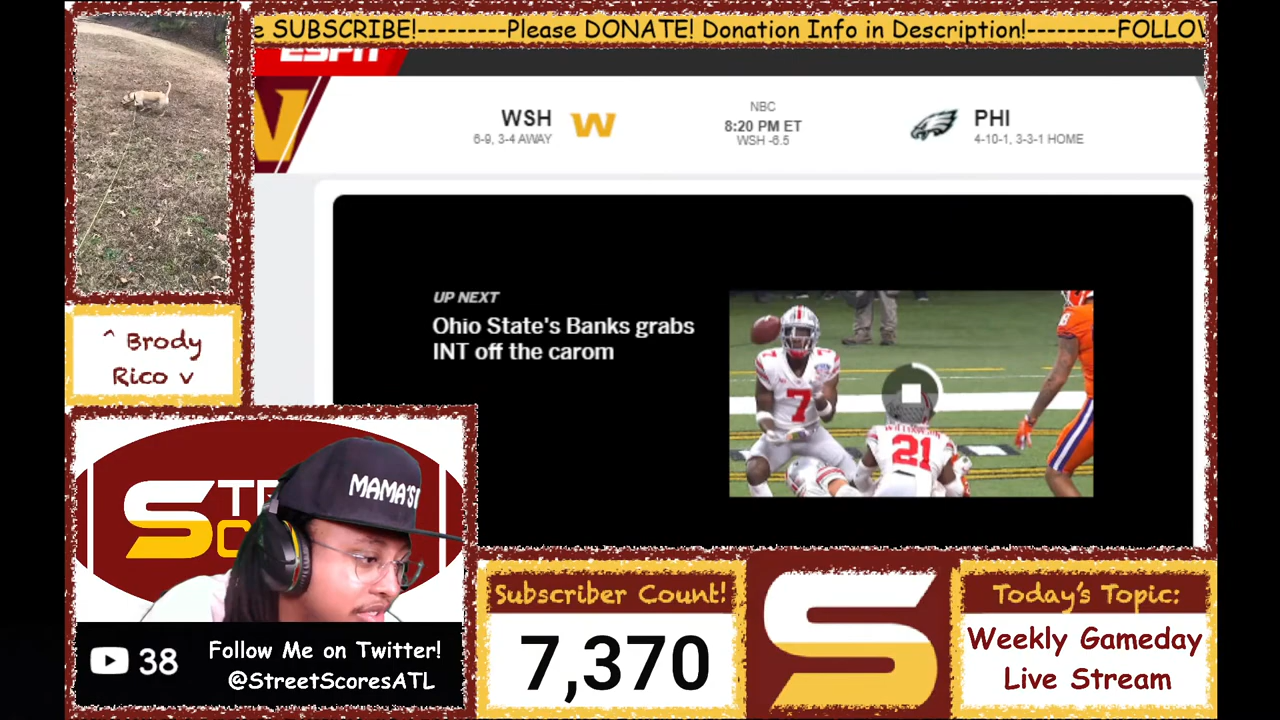 e SUBSCRIBE!---------Please DONATE! Donation Info in Description!---------FOLLOW
ESPN
WSH
6-9, 3-4 AWAY
W
NBC
8:20 PM ET
WSH -6.5
PHI
4-10-1, 3-3-1 HOME
UP NEXT
Ohio State's Banks grabs
INT off the carom
7
21
8
^ Brody
Rico v
MAMA'S
38
Follow Me on Twitter!
@StreetScoresATL
Subscriber Count!
7,370
S
Today's Topic:
Weekly Gameday
Live Stream